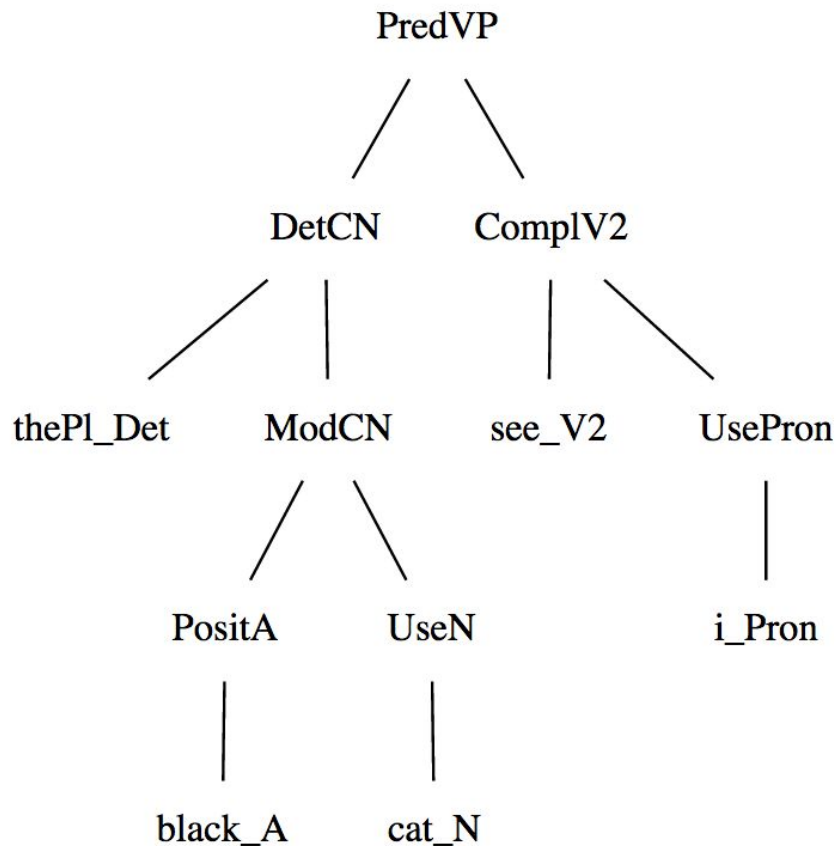 PredVP
DetCN ComplV2
thePl_Det ModCN see_V2 UsePron
PositA UseN i_Pron
black_A cat_N